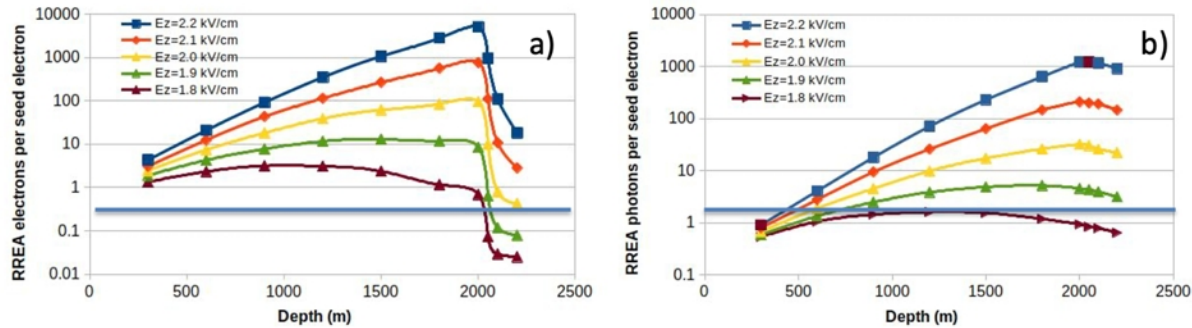 Ez=2.2 kV/cm
Ez=2.1 kV/cm
Ez=2.0 kV/cm
Ez=1.9 kV/cm
Ez=1.8 kV/cm
a)
RREA electrons per seed electron
10000
1000
100
10
1
0.1
0.01
0
500
1000
1500
2000
2500
Depth (m)
Ez=2.2 kV/cm
Ez=2.1 kV/cm
Ez=2.0 kV/cm
Ez=1.9 kV/cm
Ez=1.8 kV/cm
b)
RREA photons per seed electron
10000
1000
100
10
1
0.1
0
500
1000
1500
2000
2500
Depth (m)